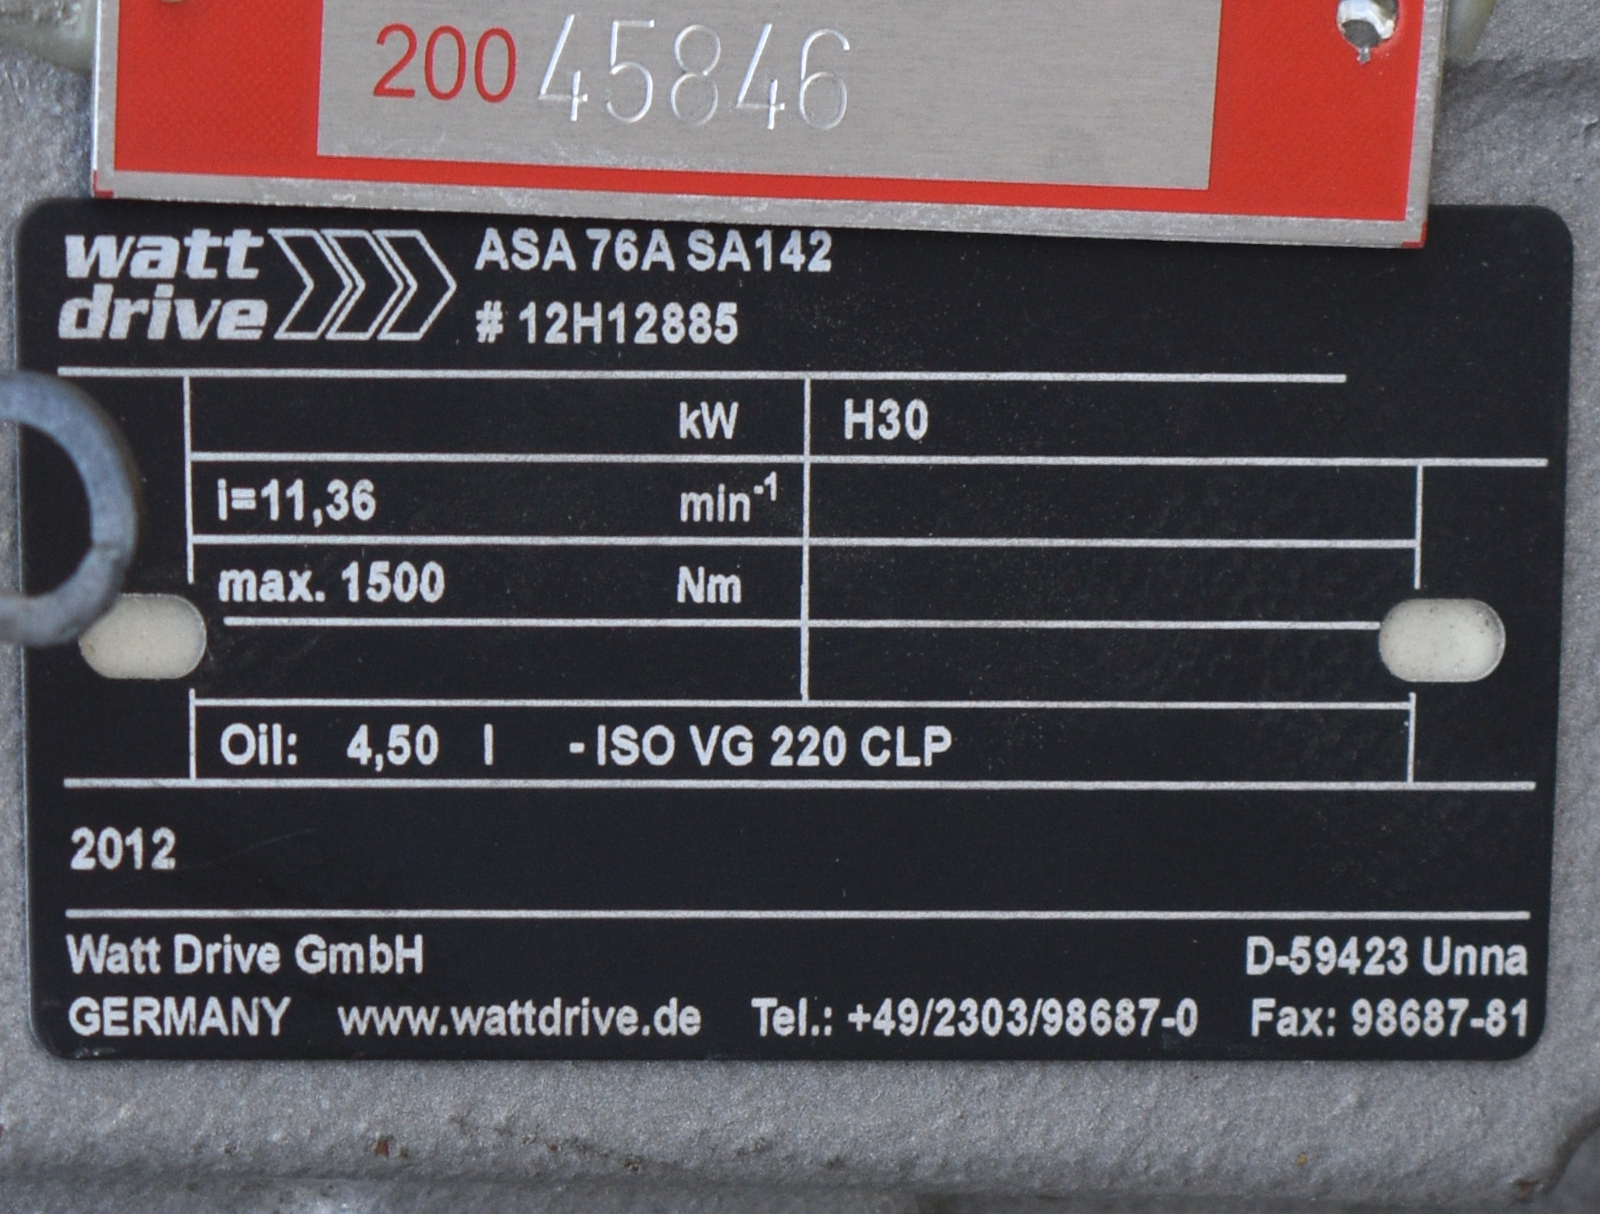 20045846
watt drive
ASA 76A SA142
# 12H12885
kW H30
i=11,36 min-1
max. 1500 Nm
Oil: 4,50 l - ISO VG 220 CLP
2012
Watt Drive GmbH D-59423 Unna
GERMANY www.wattdrive.de Tel.: +49/2303/98687-0 Fax: 98687-81